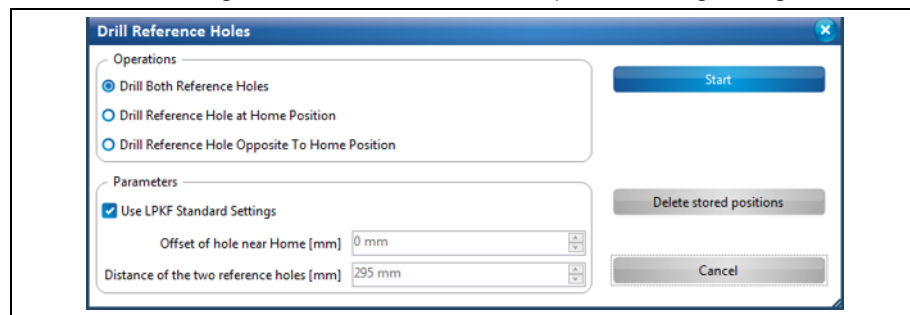 Drill Reference Holes
Operations
Drill Both Reference Holes
Start
Drill Reference Hole at Home Position
Drill Reference Hole Opposite To Home Position
Parameters
Use LPKF Standard Settings
Delete stored positions
Offset of hole near Home [mm] 0 mm
Distance of the two reference holes [mm] 295 mm
Cancel